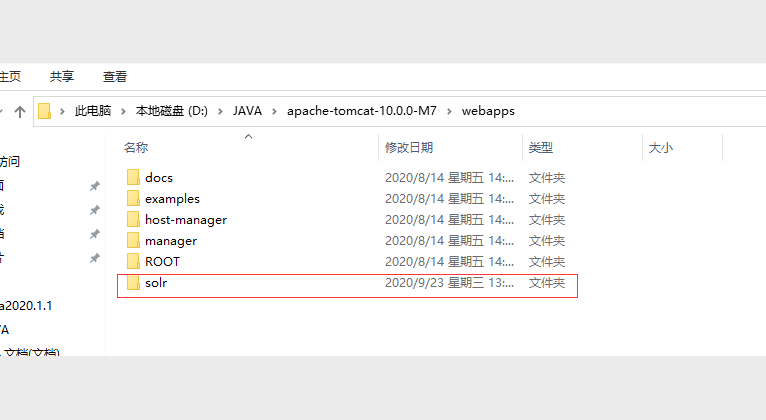 主页 共享 查看
此电脑 › 本地磁盘 (D:) › JAVA › apache-tomcat-10.0.0-M7 › webapps
名称 修改日期 类型 大小
访问
docs 2020/8/14 星期五 14:... 文件夹
examples 2020/8/14 星期五 14:... 文件夹
host-manager 2020/8/14 星期五 14:... 文件夹
manager 2020/8/14 星期五 14:... 文件夹
ROOT 2020/8/14 星期五 14:... 文件夹
solr 2020/9/23 星期三 13:... 文件夹
a2020.1.1
VA
文档(文档)